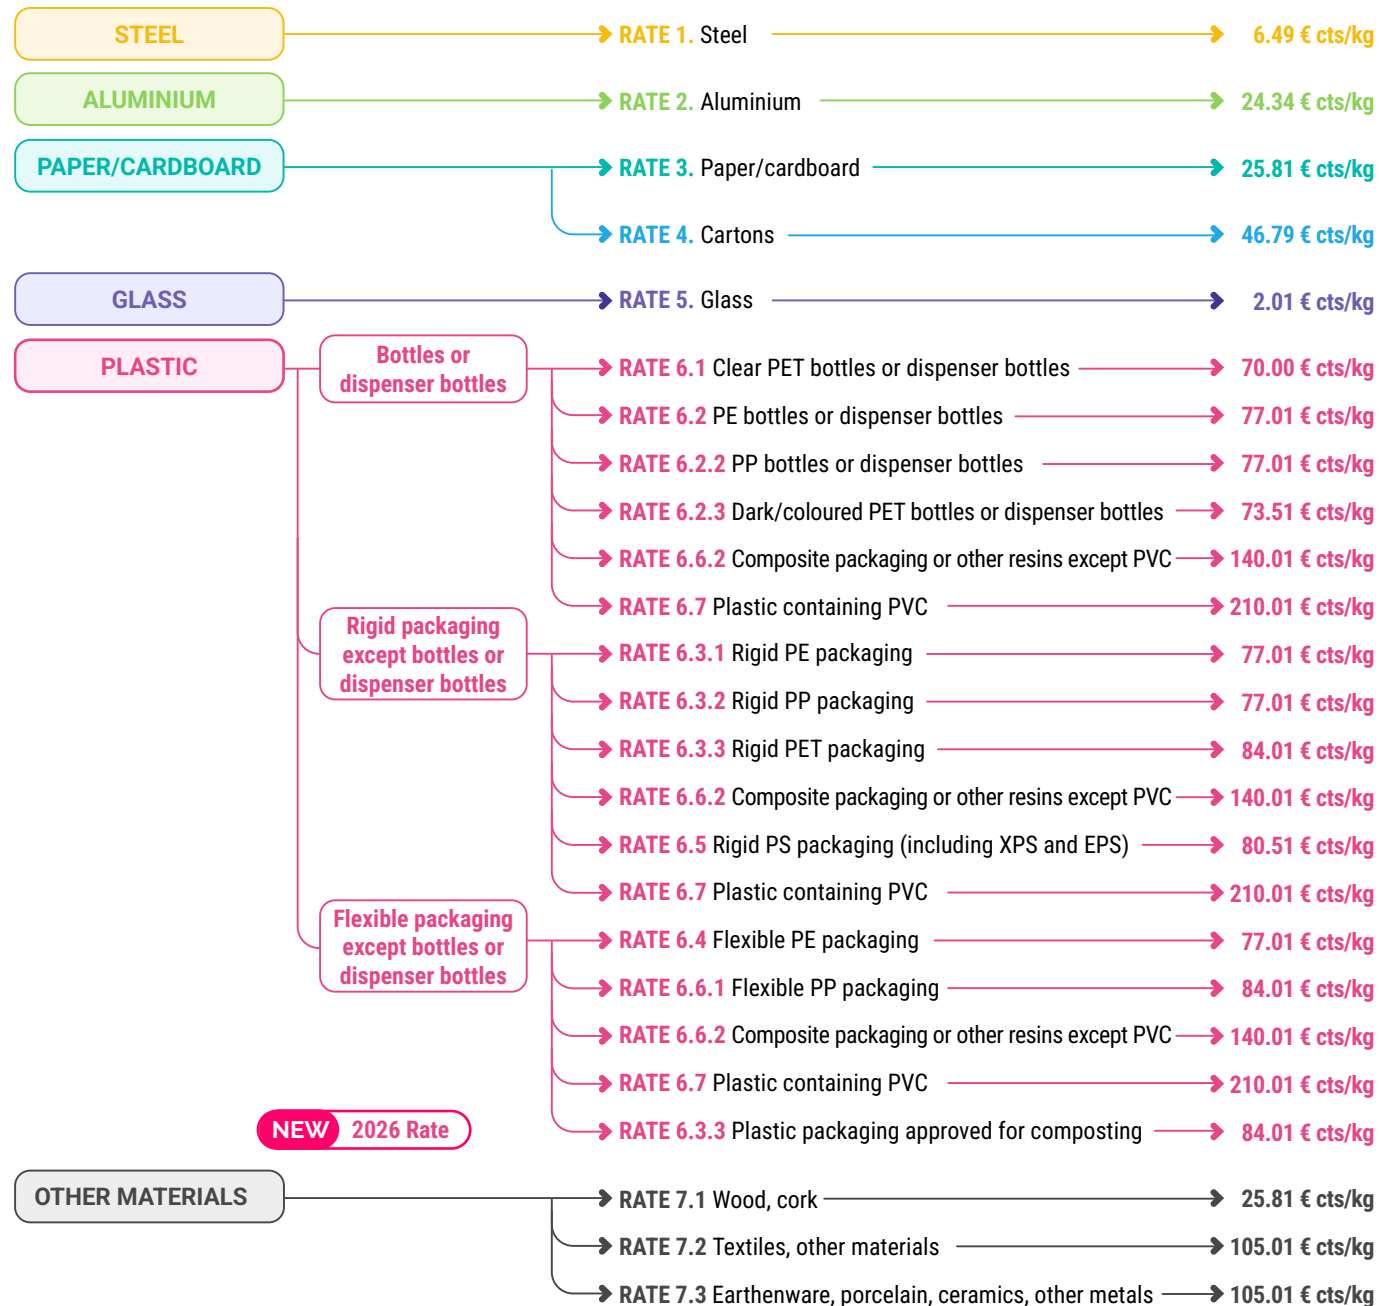 STEEL
RATE 1. Steel
6.49 € cts/kg
ALUMINIUM
RATE 2. Aluminium
24.34 € cts/kg
PAPER/CARDBOARD
RATE 3. Paper/cardboard
25.81 € cts/kg
RATE 4. Cartons
46.79 € cts/kg
GLASS
RATE 5. Glass
2.01 € cts/kg
PLASTIC
Bottles or
dispenser bottles
RATE 6.1 Clear PET bottles or dispenser bottles
70.00 € cts/kg
RATE 6.2 PE bottles or dispenser bottles
77.01 € cts/kg
RATE 6.2.2 PP bottles or dispenser bottles
77.01 € cts/kg
RATE 6.2.3 Dark/coloured PET bottles or dispenser bottles
73.51 € cts/kg
RATE 6.6.2 Composite packaging or other resins except PVC
140.01 € cts/kg
RATE 6.7 Plastic containing PVC
210.01 € cts/kg
Rigid packaging
except bottles or
dispenser bottles
RATE 6.3.1 Rigid PE packaging
77.01 € cts/kg
RATE 6.3.2 Rigid PP packaging
77.01 € cts/kg
RATE 6.3.3 Rigid PET packaging
84.01 € cts/kg
RATE 6.6.2 Composite packaging or other resins except PVC
140.01 € cts/kg
RATE 6.5 Rigid PS packaging (including XPS and EPS)
80.51 € cts/kg
RATE 6.7 Plastic containing PVC
210.01 € cts/kg
Flexible packaging
except bottles or
dispenser bottles
RATE 6.4 Flexible PE packaging
77.01 € cts/kg
RATE 6.6.1 Flexible PP packaging
84.01 € cts/kg
RATE 6.6.2 Composite packaging or other resins except PVC
140.01 € cts/kg
RATE 6.7 Plastic containing PVC
210.01 € cts/kg
NEW 2026 Rate
RATE 6.3.3 Plastic packaging approved for composting
84.01 € cts/kg
OTHER MATERIALS
RATE 7.1 Wood, cork
25.81 € cts/kg
RATE 7.2 Textiles, other materials
105.01 € cts/kg
RATE 7.3 Earthenware, porcelain, ceramics, other metals
105.01 € cts/kg